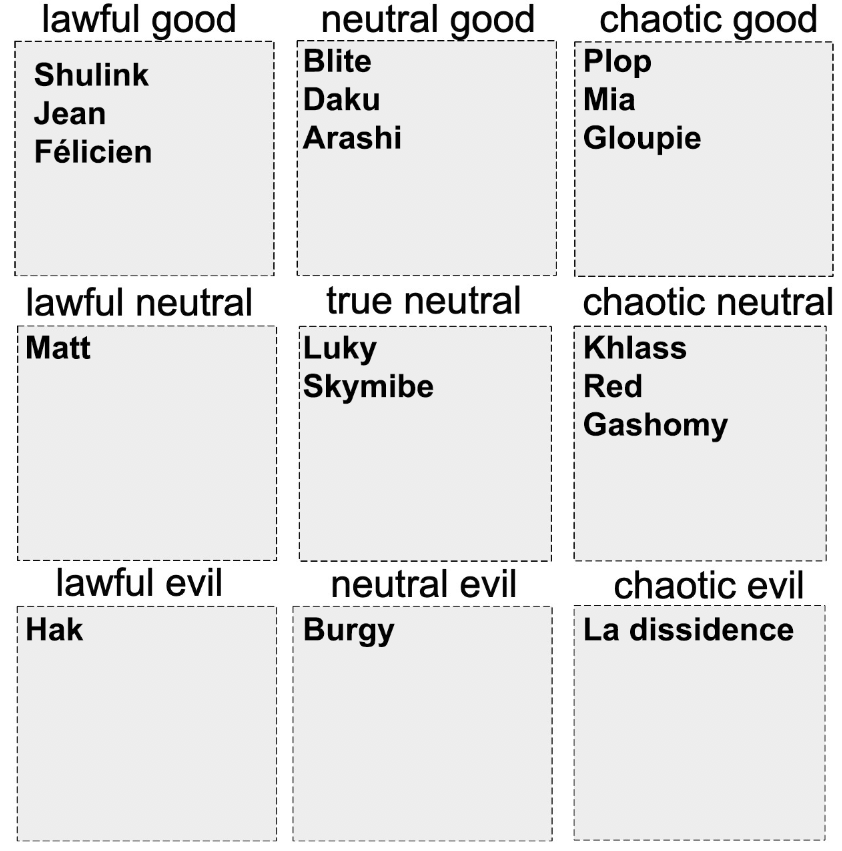 lawful good
neutral good
chaotic good
Shulink
Jean
Félicien
Blite
Daku
Arashi
Plop
Mia
Gloupie
lawful neutral
true neutral
chaotic neutral
Matt
Luky
Skymibe
Khlass
Red
Gashomy
lawful evil
neutral evil
chaotic evil
Hak
Burgy
La dissidence